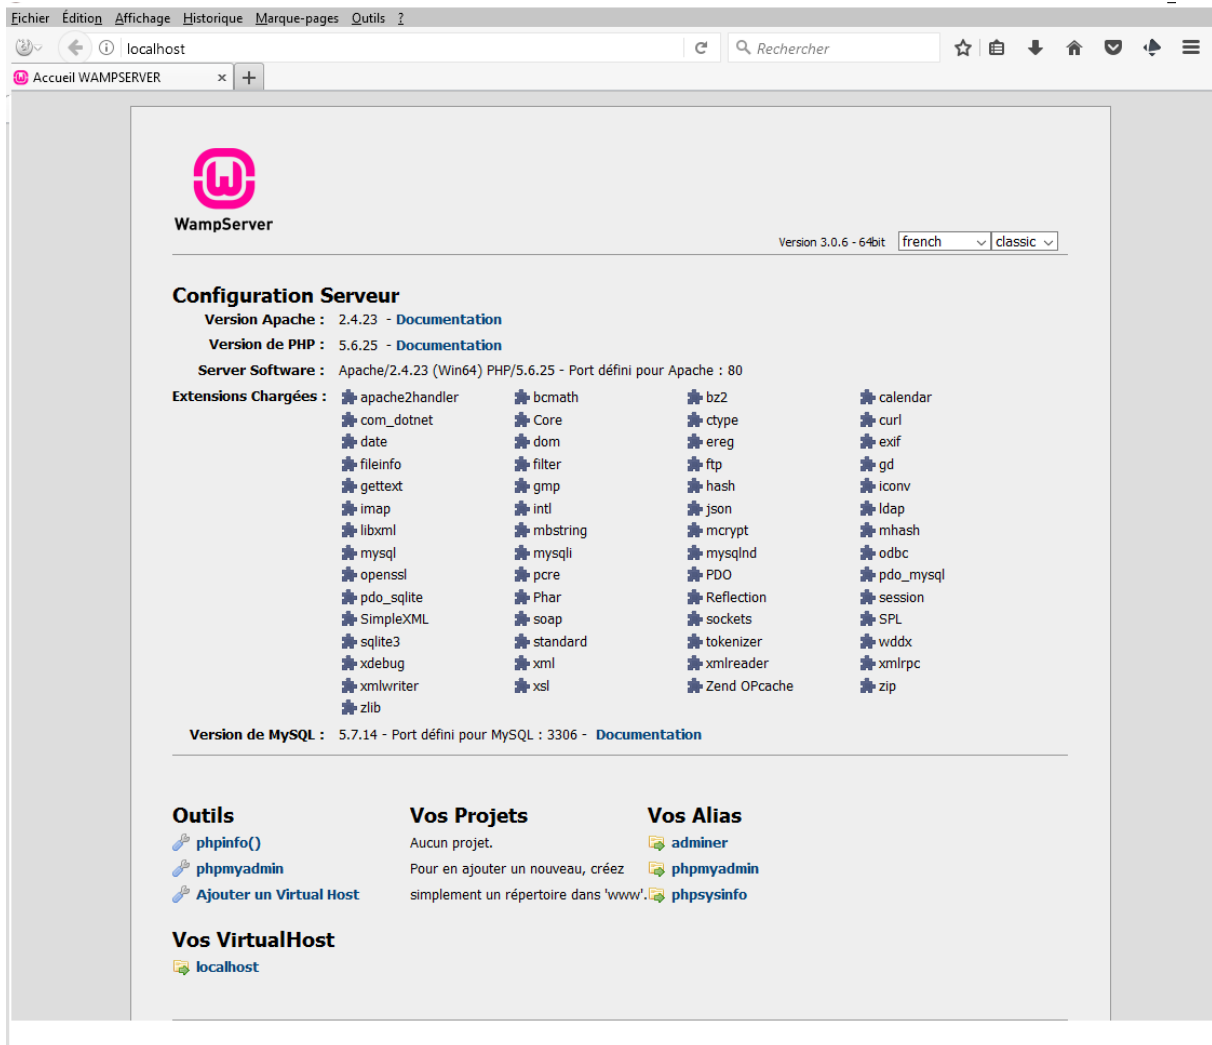 Fichier Édition Affichage Historique Marque-pages Outils ?
localhost Rechercher
Accueil WAMPSERVER × +
W
WampServer
Version 3.0.6 - 64bit french classic
Configuration Serveur
Version Apache : 2.4.23 - Documentation
Version de PHP : 5.6.25 - Documentation
Server Software : Apache/2.4.23 (Win64) PHP/5.6.25 - Port défini pour Apache : 80
Extensions Chargées : apache2handler bcmath bz2 calendar
com_dotnet Core ctype curl
date dom ereg exif
fileinfo filter ftp gd
gettext gmp hash iconv
imap intl json ldap
libxml mbstring mcrypt mhash
mysql mysqli mysqlnd odbc
openssl pcre PDO pdo_mysql
pdo_sqlite Phar Reflection session
SimpleXML soap sockets SPL
sqlite3 standard tokenizer wddx
xdebug xml xmlreader xmlrpc
xmlwriter xsl Zend OPcache zip
zlib
Version de MySQL : 5.7.14 - Port défini pour MySQL : 3306 - Documentation
Outils Vos Projets Vos Alias
phpinfo() Aucun projet. adminer
phpmyadmin Pour en ajouter un nouveau, créez phpmyadmin
Ajouter un Virtual Host simplement un répertoire dans 'www'. phpsysinfo
Vos VirtualHost
localhost